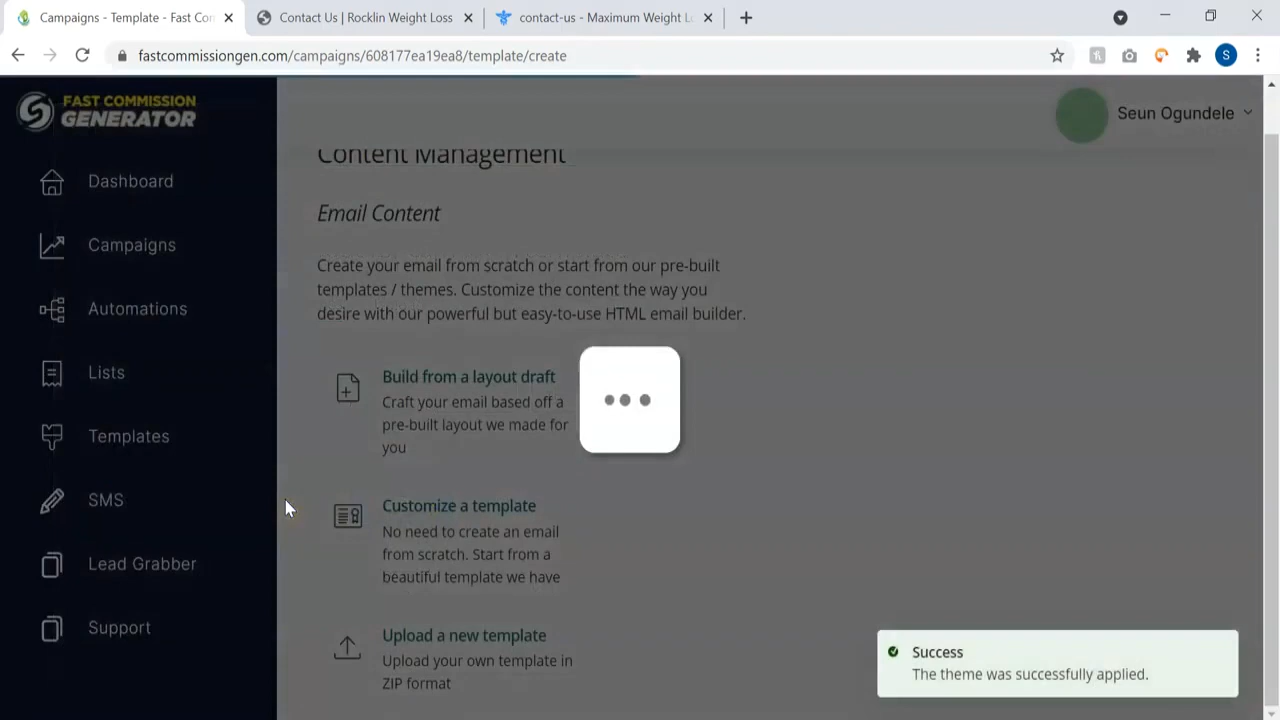 Campaigns - Template - Fast Con
Contact Us | Rocklin Weight Loss
contact-us - Maximum Weight L
fastcommissiongen.com/campaigns/608177ea19ea8/template/create
S
FAST COMMISSION
GENERATOR
Seun Ogundele
Dashboard
Campaigns
Automations
Lists
Templates
SMS
Lead Grabber
Support
Content Management
Email Content
Create your email from scratch or start from our pre-built
templates / themes. Customize the content the way you
desire with our powerful but easy-to-use HTML email builder.
Build from a layout draft
Craft your email based off a
pre-built layout we made for
you
Customize a template
No need to create an email
from scratch. Start from a
beautiful template we have
Upload a new template
Upload your own template in
ZIP format
Success
The theme was successfully applied.